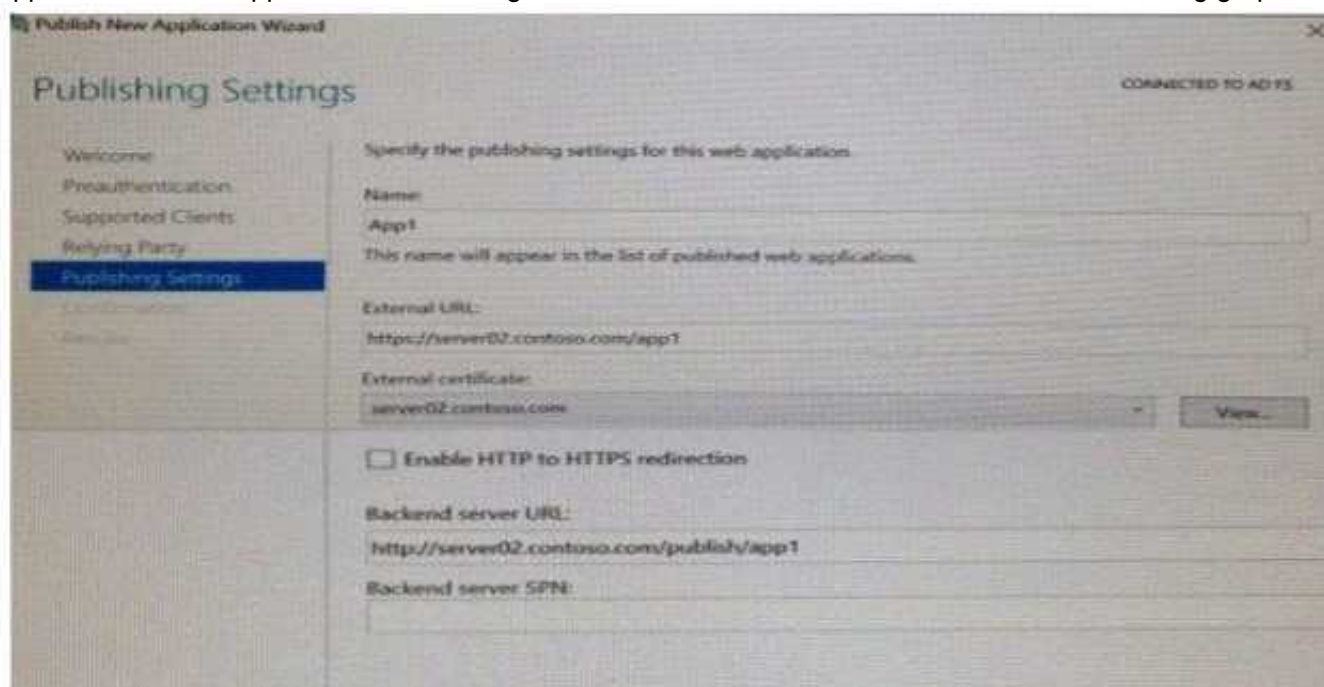 Publish New Application Wizard
Publishing Settings
CONNECTED TO AD FS
Welcome
Preauthentication
Supported Clients
Relying Party
Publishing Settings
Confirmation
Results
Specify the publishing settings for this web application.
Name:
App1
This name will appear in the list of published web applications.
External URL:
https://server02.contoso.com/app1
External certificate:
server02.contoso.com
View...
Enable HTTP to HTTPS redirection
Backend server URL:
http://server02.contoso.com/publish/app1
Backend server SPN: